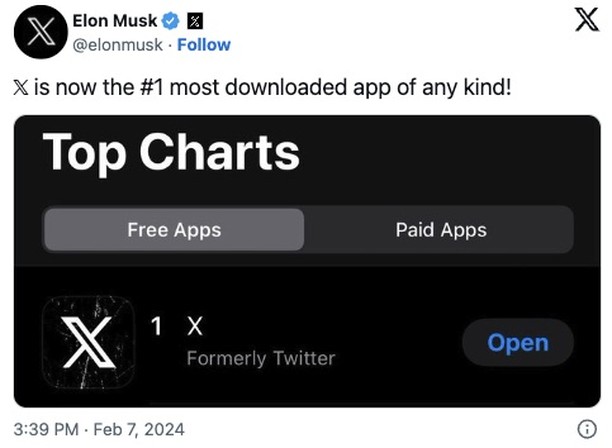 Elon Musk
@elonmusk · Follow
𝕏 is now the #1 most downloaded app of any kind!
Top Charts
Free Apps Paid Apps
1 X
Formerly Twitter
Open
3:39 PM · Feb 7, 2024